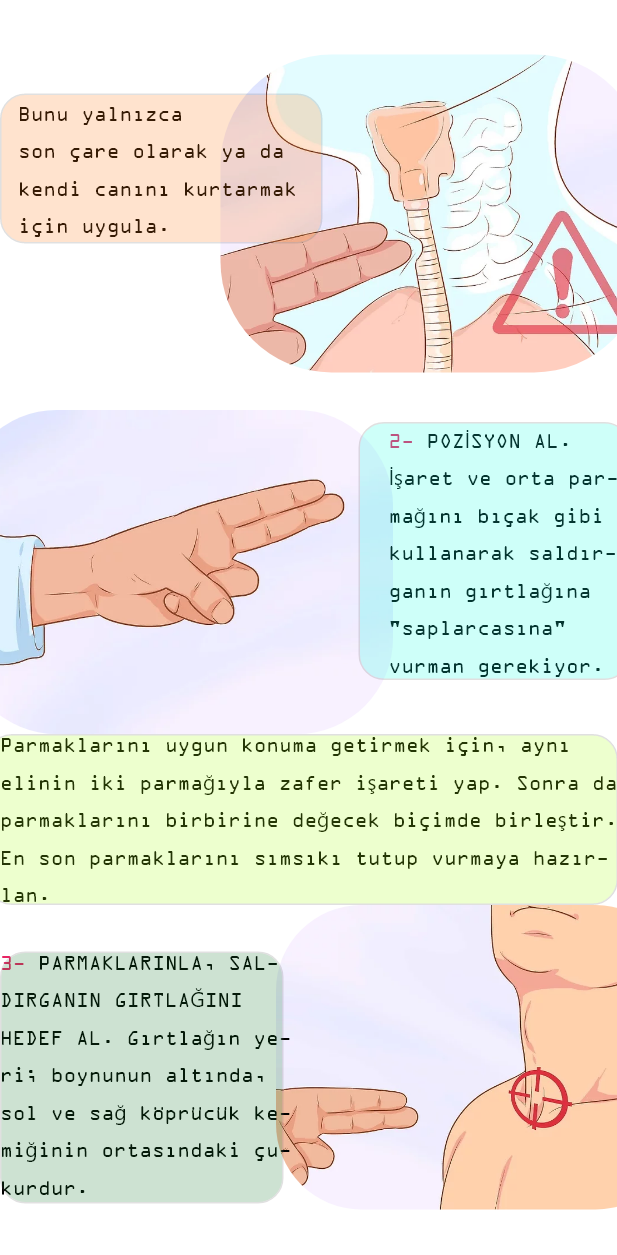 Bunu yalnızca
son çare olarak ya da
kendi canını kurtarmak
için uygula.
2- POZİSYON AL.
İşaret ve orta par-
mağını bıçak gibi
kullanarak saldır-
ganın gırtlağına
"saplarcasına"
vurman gerekiyor.
Parmaklarını uygun konuma getirmek için, aynı
elinin iki parmağıyla zafer işareti yap. Sonra da
parmaklarını birbirine değecek biçimde birleştir.
En son parmaklarını sımsıkı tutup vurmaya hazır-
lan.
3- PARMAKLARINLA, SAL-
DIRGANIN GIRTLAĞINI
HEDEF AL. Gırtlağın ye-
ri; boynunun altında,
sol ve sağ köprücük ke-
miğinin ortasındaki çu-
kurdur.